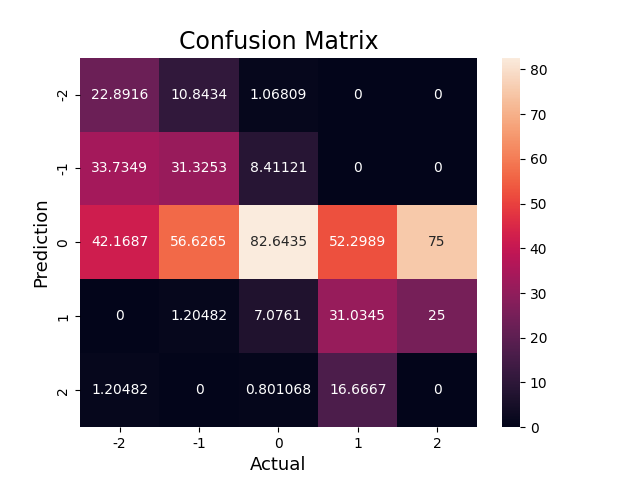 Confusion Matrix
Prediction
-2 22.8916 10.8434 1.06809 0 0
-1 33.7349 31.3253 8.41121 0 0
0 42.1687 56.6265 82.6435 52.2989 75
1 0 1.20482 7.0761 31.0345 25
2 1.20482 0 0.801068 16.6667 0
-2 -1 0 1 2
Actual
80
70
60
50
40
30
20
10
0